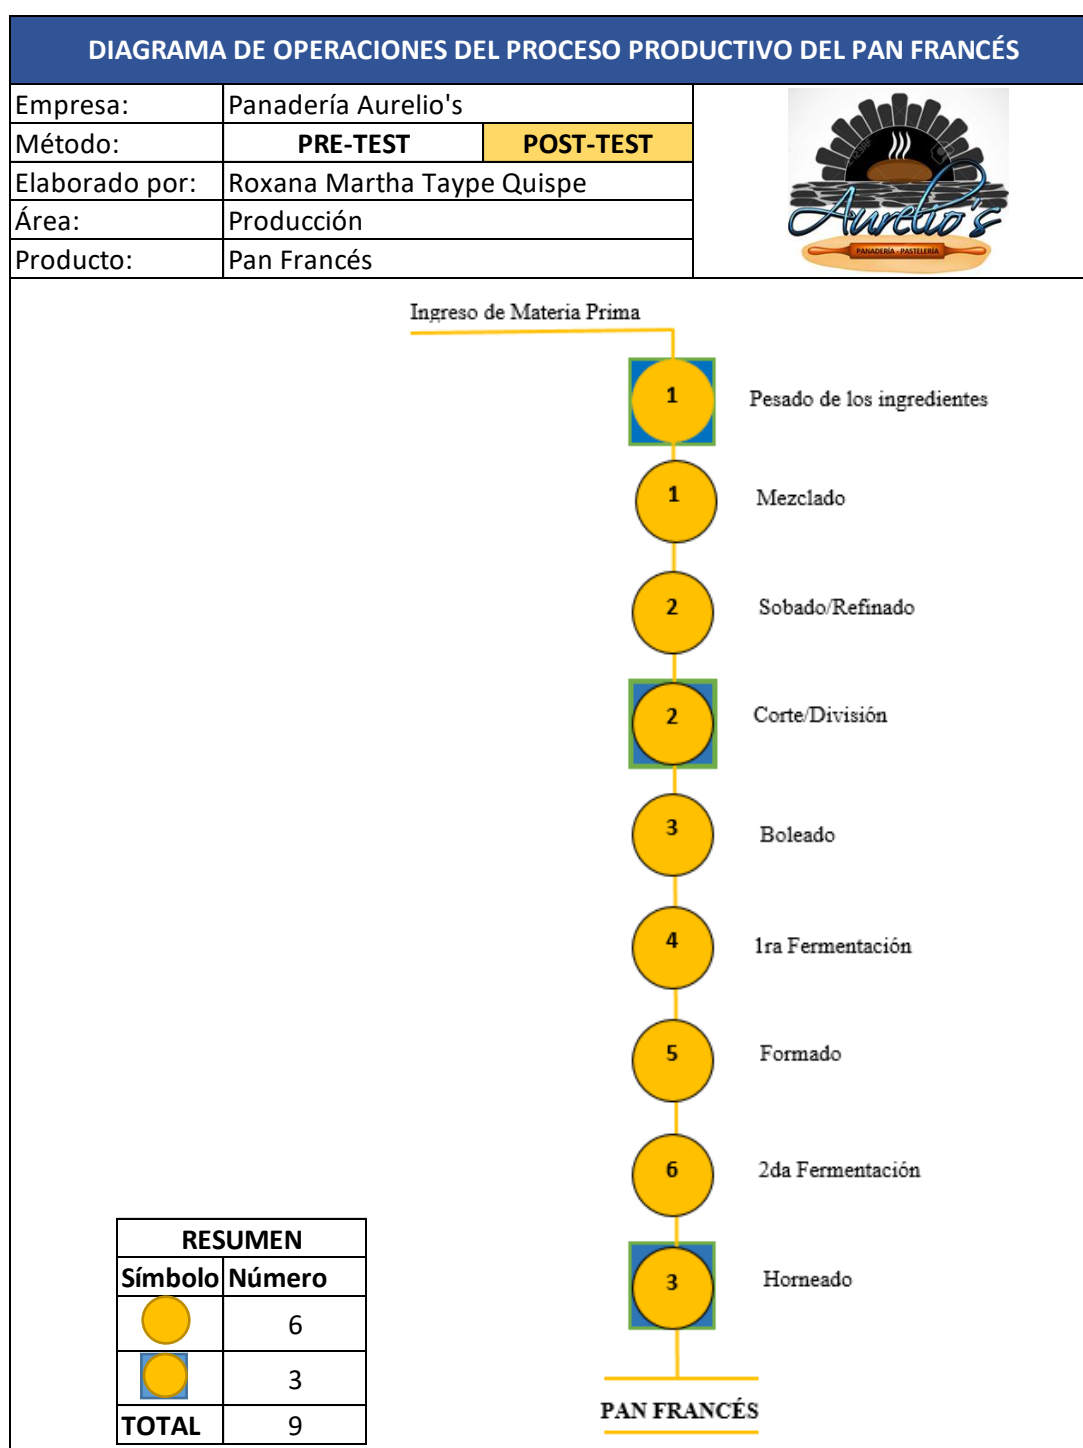 DIAGRAMA DE OPERACIONES DEL PROCESO PRODUCTIVO DEL PAN FRANCÉS
Empresa: Panadería Aurelio's
Método: PRE-TEST POST-TEST
Elaborado por: Roxana Martha Taype Quispe
Área: Producción
Producto: Pan Francés
123RF
Aurelio's
PANADERÍA - PASTELERÍA
Ingreso de Materia Prima
1 Pesado de los ingredientes
1 Mezclado
2 Sobado/Refinado
2 Corte/División
3 Boleado
4 1ra Fermentación
5 Formado
6 2da Fermentación
3 Horneado
PAN FRANCÉS
RESUMEN
Símbolo Número
6
3
TOTAL 9